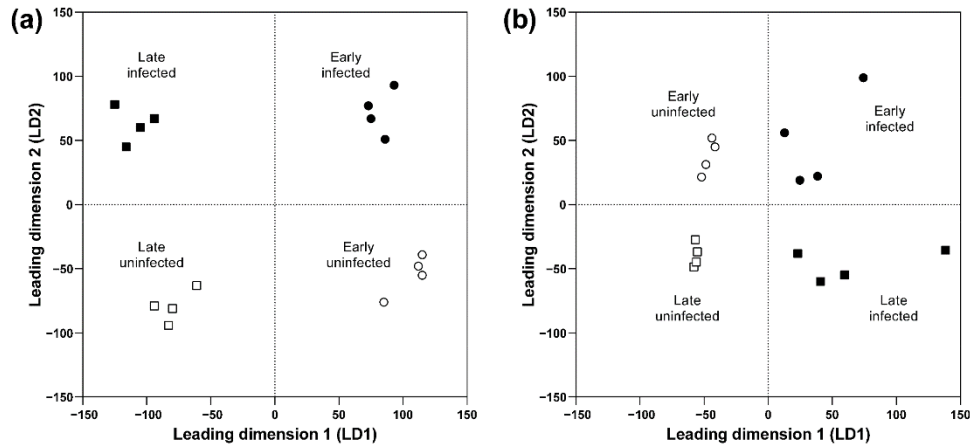 (a)
Leading dimension 2 (LD2)
150
100
50
0
−50
−100
−150
Late
infected
Early
infected
Late
uninfected
Early
uninfected
−150 −100 −50 0 50 100 150
Leading dimension 1 (LD1)
(b)
Leading dimension 2 (LD2)
150
100
50
0
−50
−100
−150
Early
uninfected
Early
infected
Late
uninfected
Late
infected
−150 −100 −50 0 50 100 150
Leading dimension 1 (LD1)